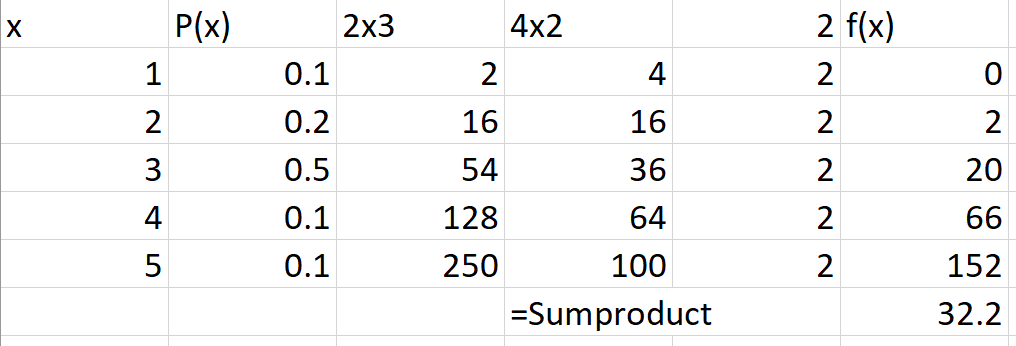 x P(x) 2x3 4x2 2 f(x)
1 0.1 2 4 2 0
2 0.2 16 16 2 2
3 0.5 54 36 2 20
4 0.1 128 64 2 66
5 0.1 250 100 2 152
=Sumproduct 32.2